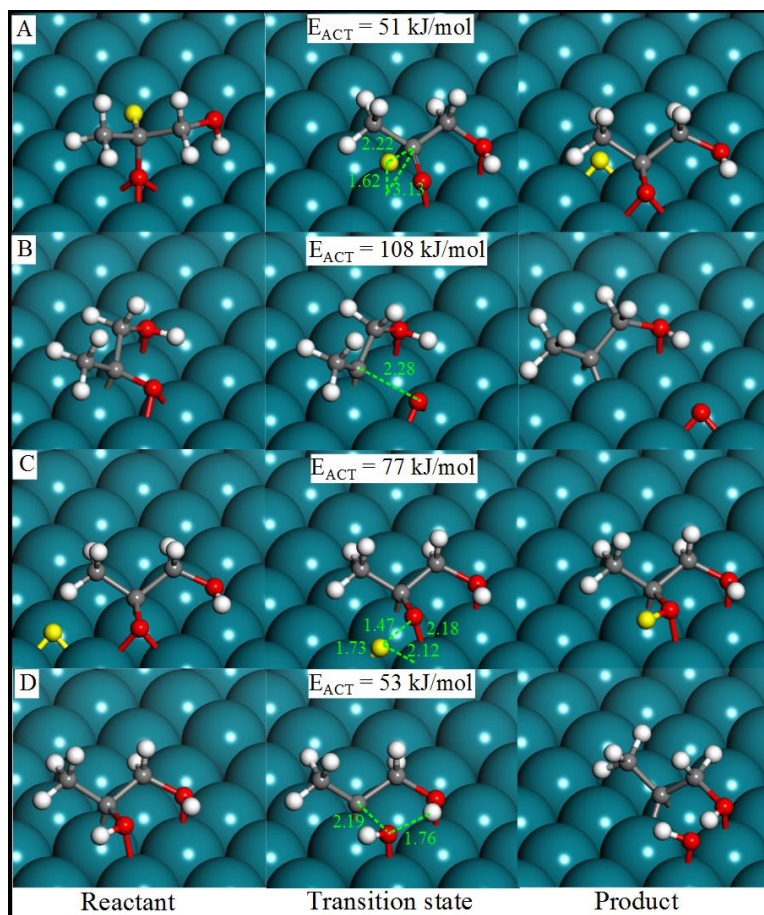 A
E_ACT = 51 kJ/mol
2.22
1.62
3.13
B
E_ACT = 108 kJ/mol
2.28
C
E_ACT = 77 kJ/mol
1.47
2.18
1.73
2.12
D
E_ACT = 53 kJ/mol
2.19
1.76
Reactant Transition state Product